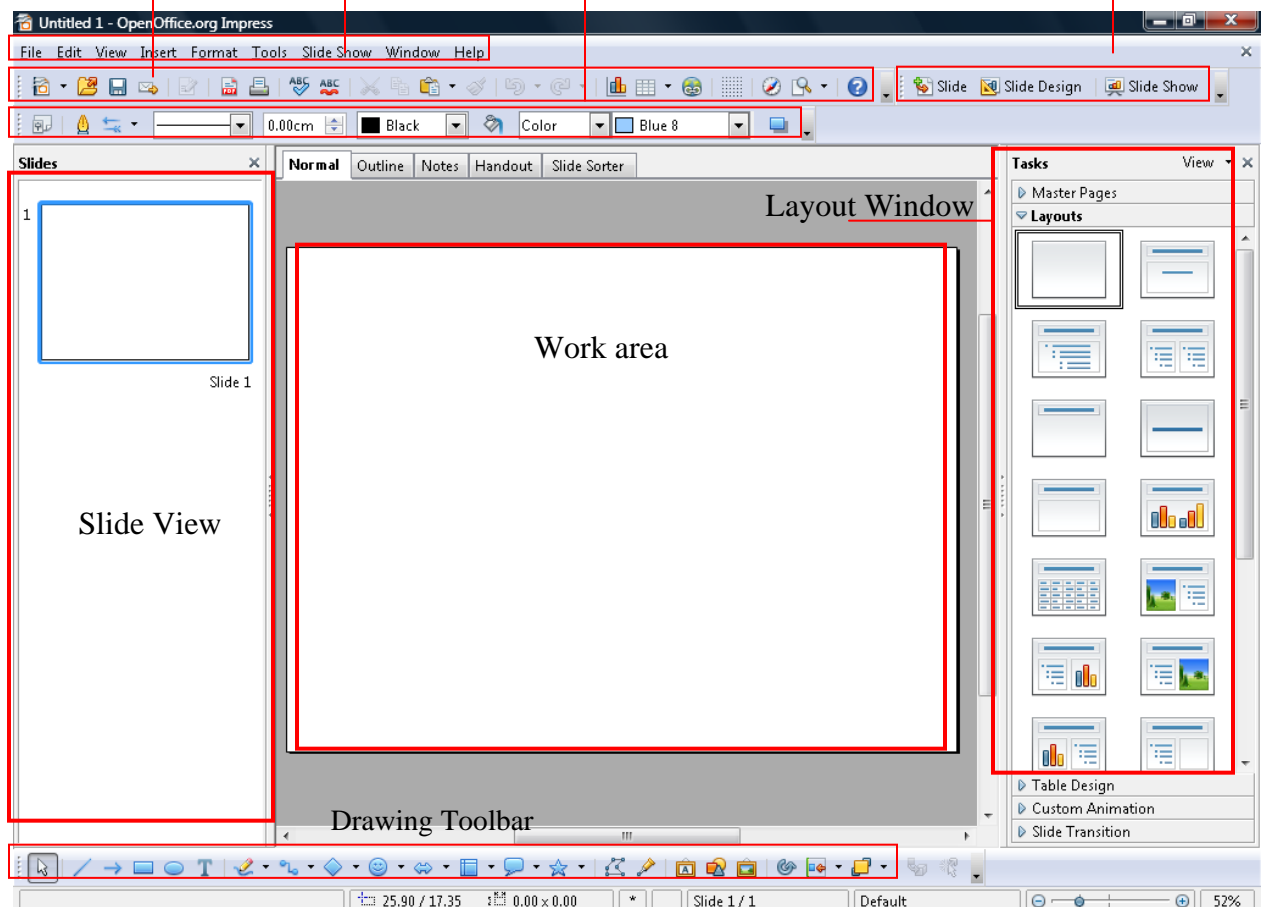 Untitled 1 - OpenOffice.org Impress
File Edit View Insert Format Tools Slide Show Window Help
PDF ABC ABC Slide Slide Design Slide Show
0.00cm Black Color Blue 8
Slides Normal Outline Notes Handout Slide Sorter Tasks View
Master Pages
Layout Window
Layouts
1
Work area
Slide 1
Slide View
Table Design
Custom Animation
Drawing Toolbar
Slide Transition
T A
25.90 / 17.35 0.00 x 0.00 * Slide 1 / 1 Default 52%